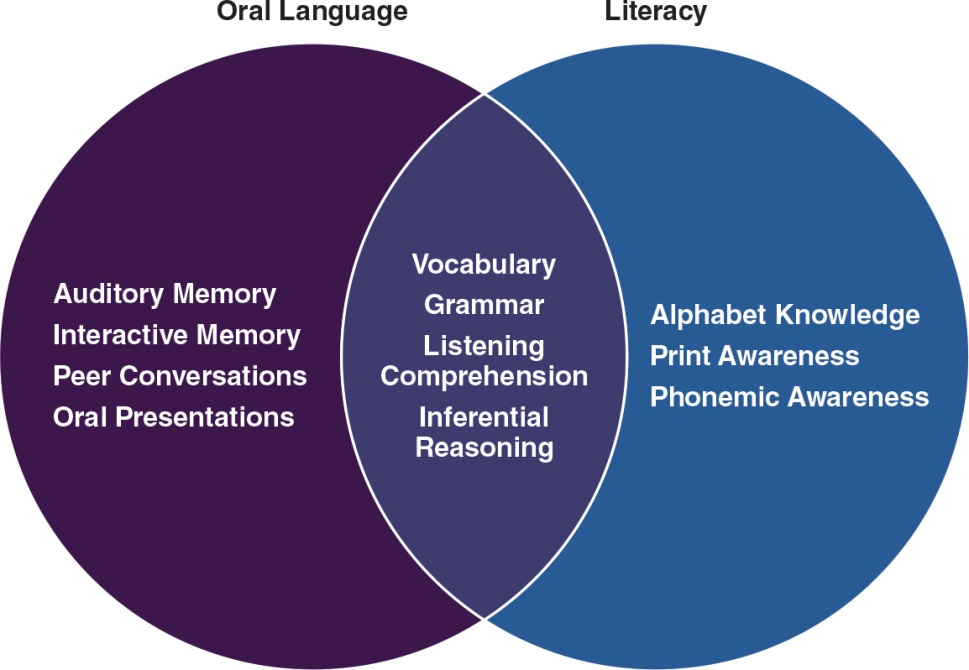 Oral Language
Literacy
Auditory Memory
Interactive Memory
Peer Conversations
Oral Presentations
Vocabulary
Grammar
Listening
Comprehension
Inferential
Reasoning
Alphabet Knowledge
Print Awareness
Phonemic Awareness